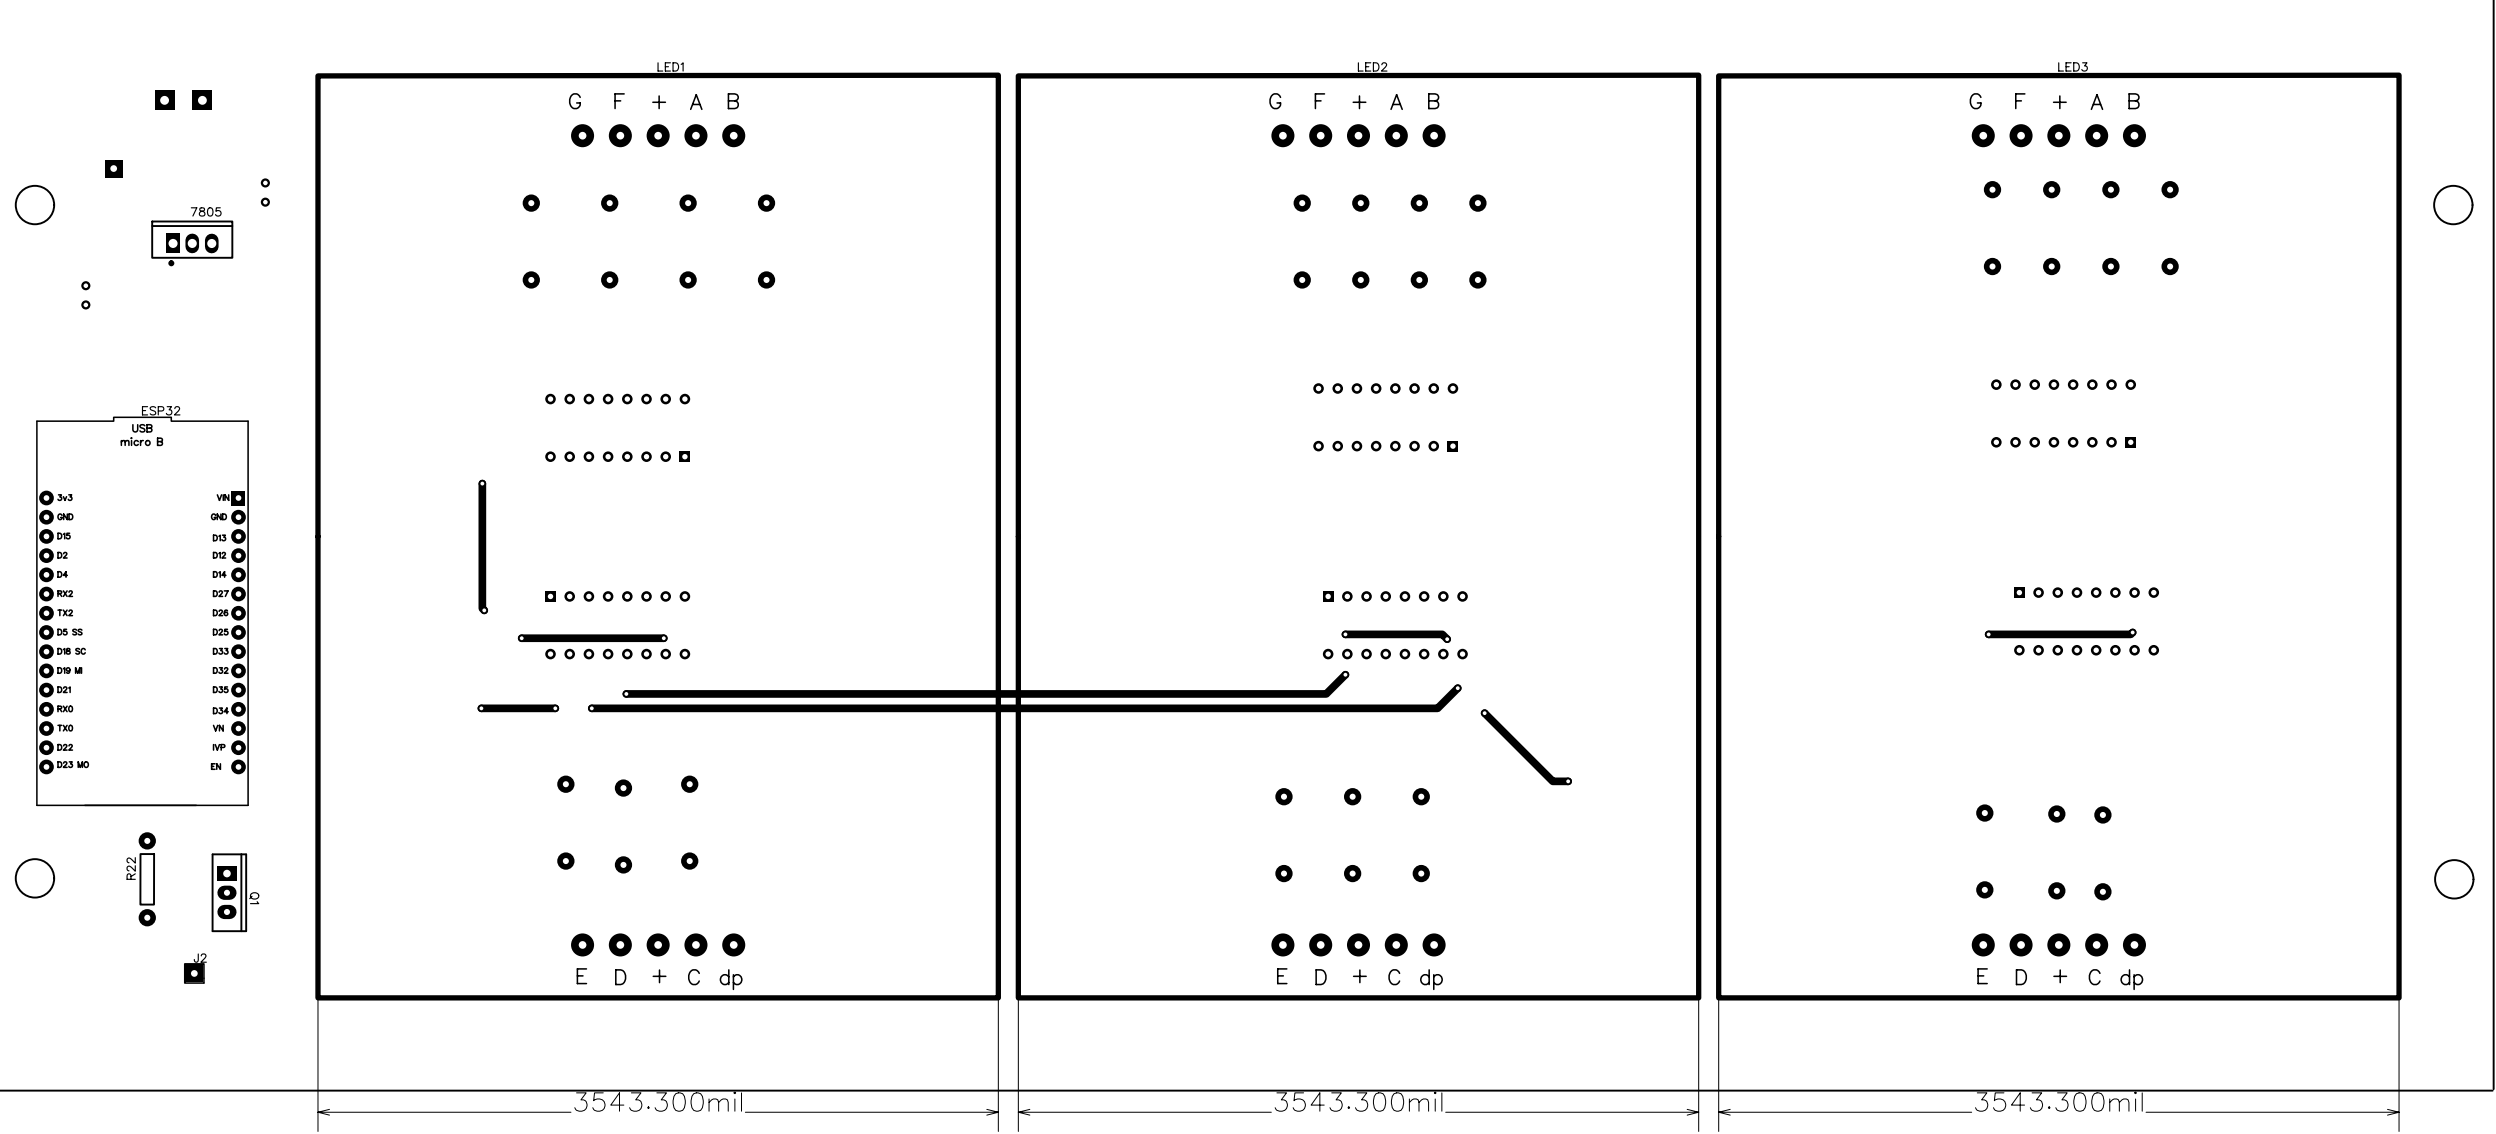 LED1 LED2 LED3
G F + A B G F + A B G F + A B
7805
ESP32
USB
micro B
3v3 VIN
GND GND
D15 D13
D2 D12
D4 D14
RX2 D27
TX2 D26
D5 SS D25
D18 SC D33
D19 MI D32
D21 D35
RX0 D34
TX0 VN
D22 IVP
D23 MO EN
R22
Q1
J2
E D + C dp E D + C dp E D + C dp
3543.300mil 3543.300mil 3543.300mil